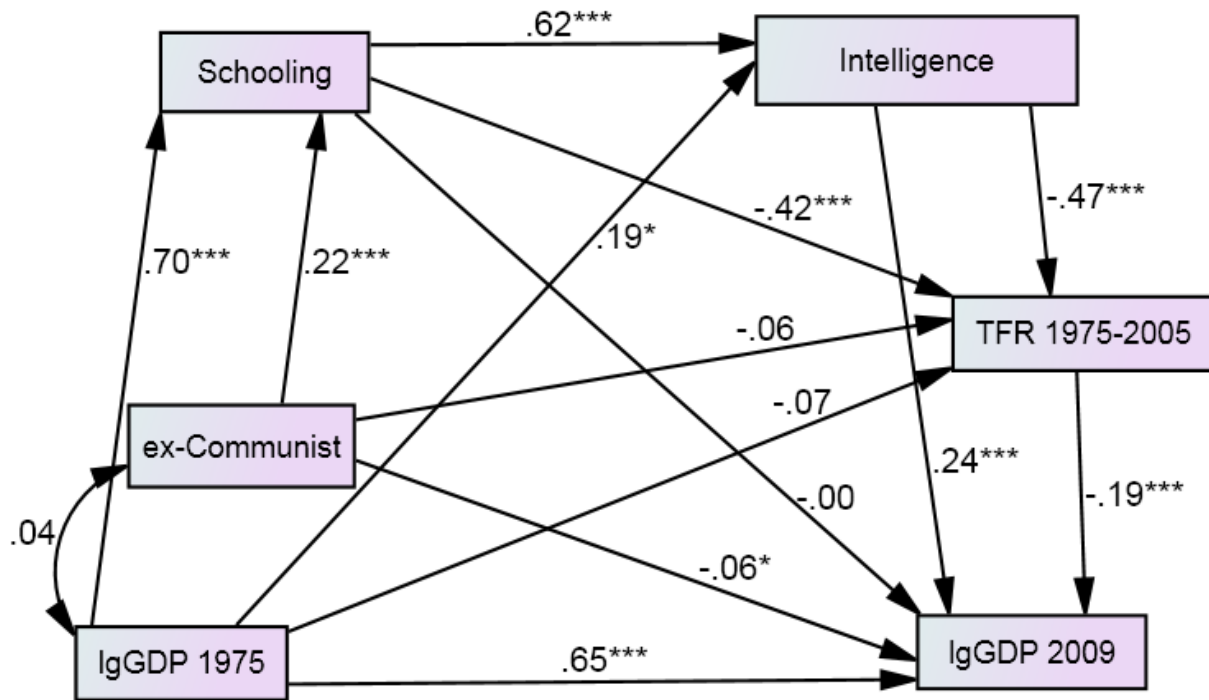 .62***
Schooling
Intelligence
-.42***
-.47***
.19*
.70***
.22***
TFR 1975-2005
-.06
-.07
ex-Communist
.24***
-.00
-.19***
.04
-.06*
lgGDP 1975
.65***
lgGDP 2009